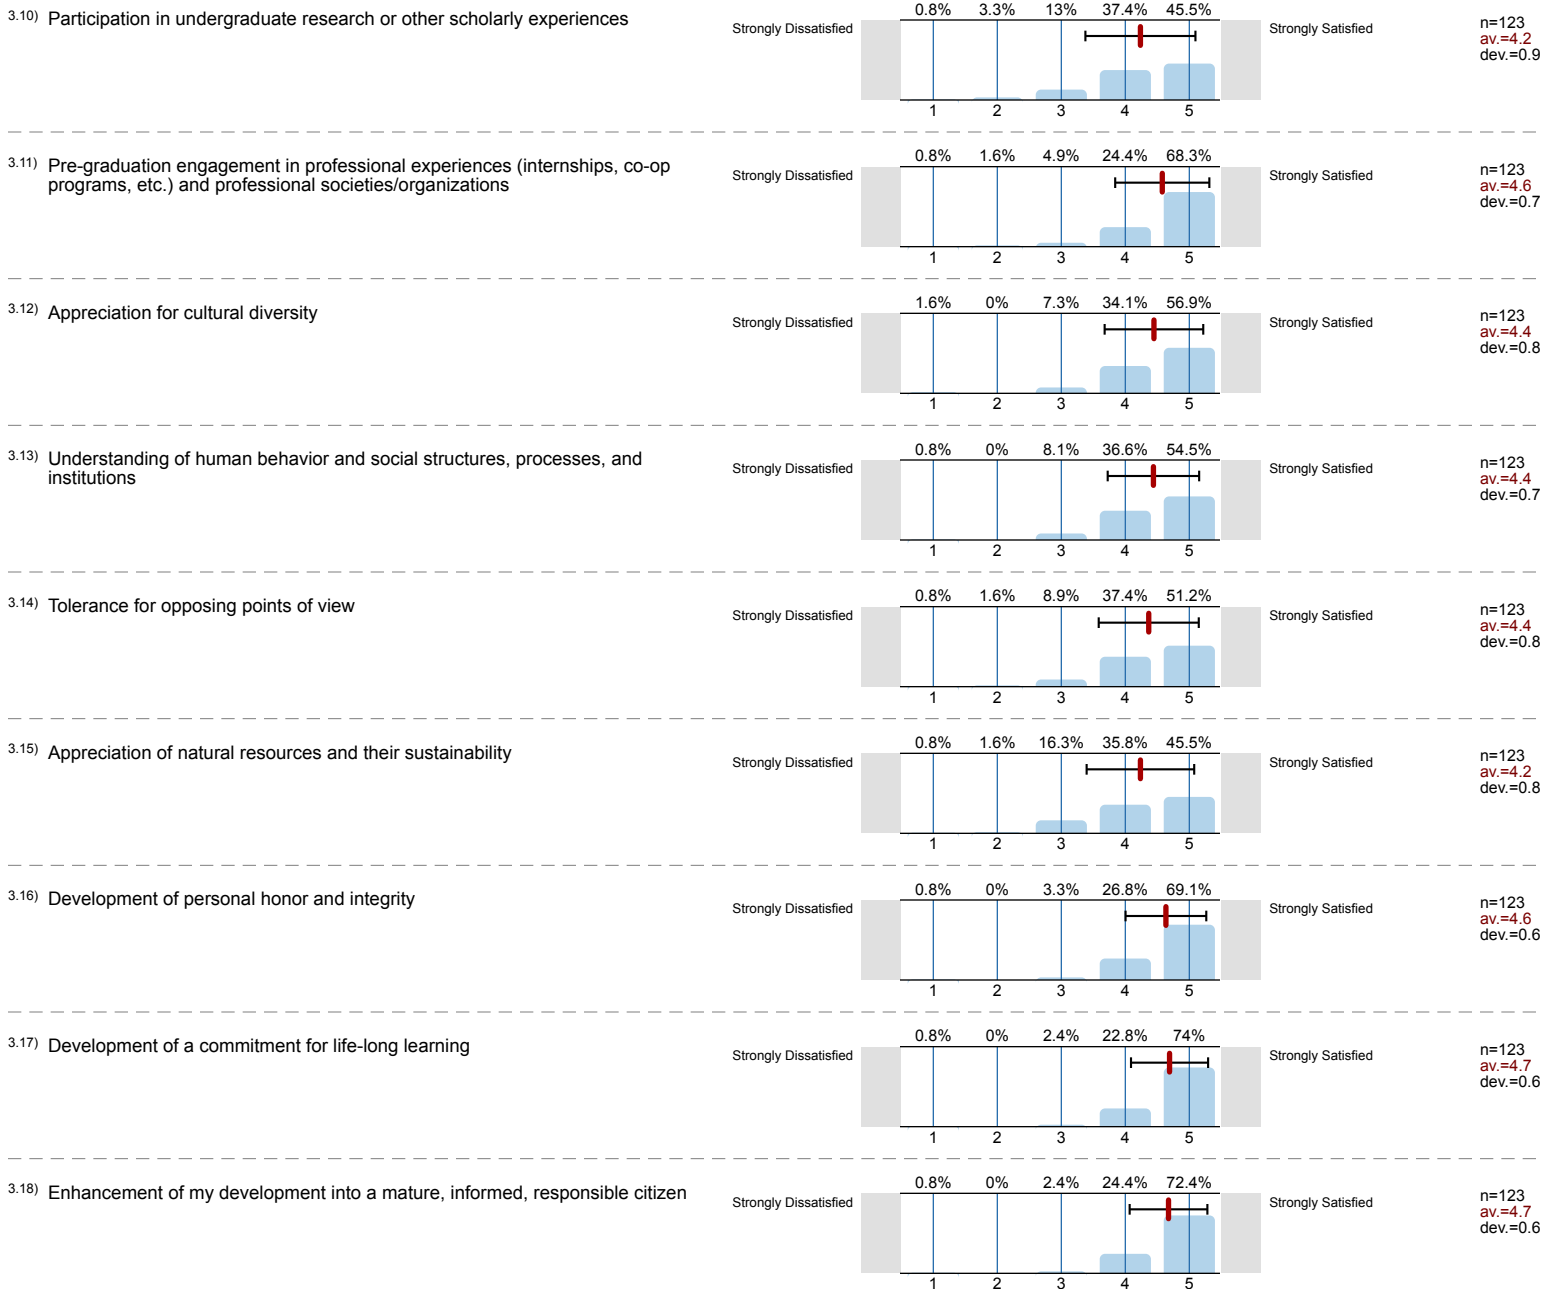 3.10) Participation in undergraduate research or other scholarly experiences
Strongly Dissatisfied
0.8% 3.3% 13% 37.4% 45.5%
1 2 3 4 5
Strongly Satisfied
n=123
av.=4.2
dev.=0.9
3.11) Pre-graduation engagement in professional experiences (internships, co-op
programs, etc.) and professional societies/organizations
Strongly Dissatisfied
0.8% 1.6% 4.9% 24.4% 68.3%
1 2 3 4 5
Strongly Satisfied
n=123
av.=4.6
dev.=0.7
3.12) Appreciation for cultural diversity
Strongly Dissatisfied
1.6% 0% 7.3% 34.1% 56.9%
1 2 3 4 5
Strongly Satisfied
n=123
av.=4.4
dev.=0.8
3.13) Understanding of human behavior and social structures, processes, and
institutions
Strongly Dissatisfied
0.8% 0% 8.1% 36.6% 54.5%
1 2 3 4 5
Strongly Satisfied
n=123
av.=4.4
dev.=0.7
3.14) Tolerance for opposing points of view
Strongly Dissatisfied
0.8% 1.6% 8.9% 37.4% 51.2%
1 2 3 4 5
Strongly Satisfied
n=123
av.=4.4
dev.=0.8
3.15) Appreciation of natural resources and their sustainability
Strongly Dissatisfied
0.8% 1.6% 16.3% 35.8% 45.5%
1 2 3 4 5
Strongly Satisfied
n=123
av.=4.2
dev.=0.8
3.16) Development of personal honor and integrity
Strongly Dissatisfied
0.8% 0% 3.3% 26.8% 69.1%
1 2 3 4 5
Strongly Satisfied
n=123
av.=4.6
dev.=0.6
3.17) Development of a commitment for life-long learning
Strongly Dissatisfied
0.8% 0% 2.4% 22.8% 74%
1 2 3 4 5
Strongly Satisfied
n=123
av.=4.7
dev.=0.6
3.18) Enhancement of my development into a mature, informed, responsible citizen
Strongly Dissatisfied
0.8% 0% 2.4% 24.4% 72.4%
1 2 3 4 5
Strongly Satisfied
n=123
av.=4.7
dev.=0.6